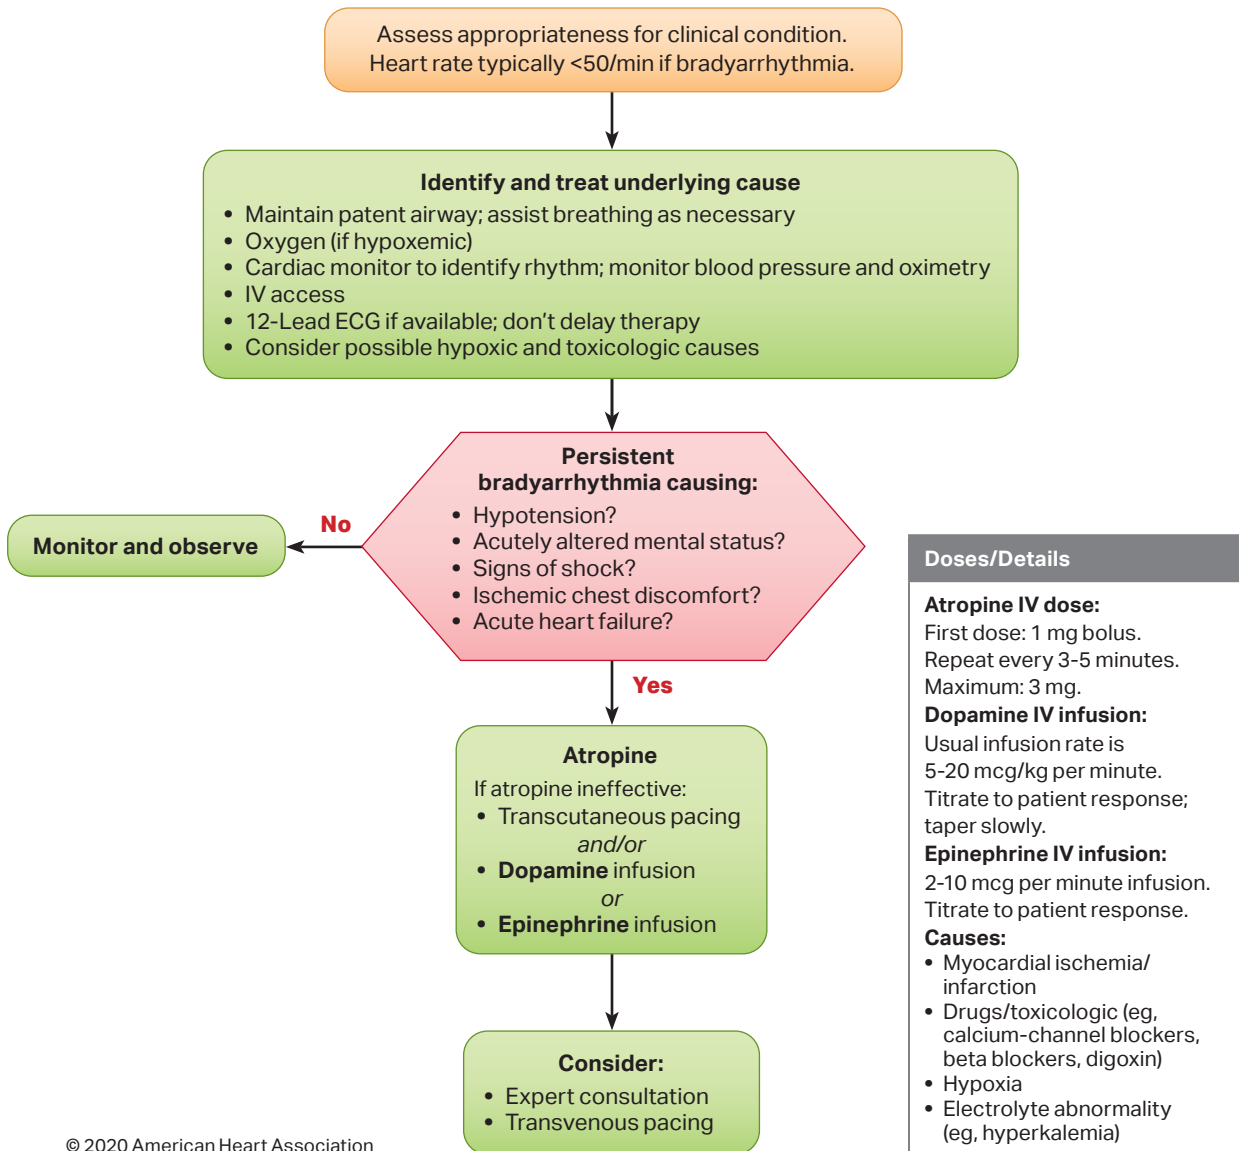 Assess appropriateness for clinical condition.
Heart rate typically <50/min if bradyarrhythmia.
Identify and treat underlying cause
• Maintain patent airway; assist breathing as necessary
• Oxygen (if hypoxemic)
• Cardiac monitor to identify rhythm; monitor blood pressure and oximetry
• IV access
• 12-Lead ECG if available; don't delay therapy
• Consider possible hypoxic and toxicologic causes
Persistent
bradyarrhythmia causing:
• Hypotension?
• Acutely altered mental status?
• Signs of shock?
• Ischemic chest discomfort?
• Acute heart failure?
No
Monitor and observe
Yes
Atropine
If atropine ineffective:
• Transcutaneous pacing
and/or
• Dopamine infusion
or
• Epinephrine infusion
Consider:
• Expert consultation
• Transvenous pacing
Doses/Details
Atropine IV dose:
First dose: 1 mg bolus.
Repeat every 3-5 minutes.
Maximum: 3 mg.
Dopamine IV infusion:
Usual infusion rate is
5-20 mcg/kg per minute.
Titrate to patient response;
taper slowly.
Epinephrine IV infusion:
2-10 mcg per minute infusion.
Titrate to patient response.
Causes:
• Myocardial ischemia/
infarction
• Drugs/toxicologic (eg,
calcium-channel blockers,
beta blockers, digoxin)
• Hypoxia
• Electrolyte abnormality
(eg, hyperkalemia)
© 2020 American Heart Association